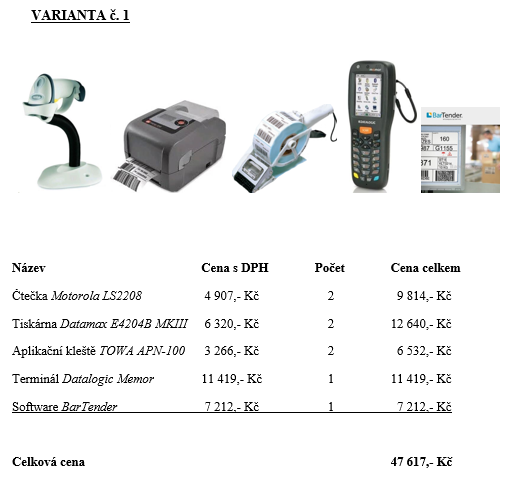 VARIANTA č. 1
BarTender
160
G1155
371
Název Cena s DPH Počet Cena celkem
Čtečka Motorola LS2208 4 907,- Kč 2 9 814,- Kč
Tiskárna Datamax E4204B MKIII 6 320,- Kč 2 12 640,- Kč
Aplikační kleště TOWA APN-100 3 266,- Kč 2 6 532,- Kč
Terminál Datalogic Memor 11 419,- Kč 1 11 419,- Kč
Software BarTender 7 212,- Kč 1 7 212,- Kč
Celková cena 47 617,- Kč